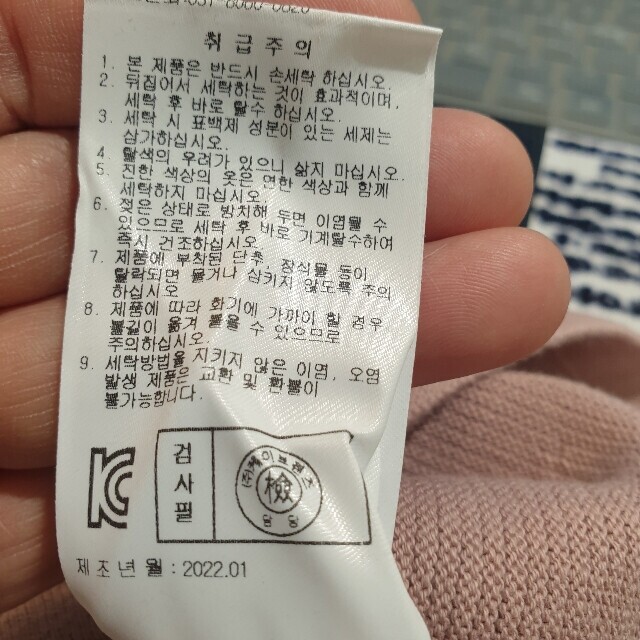 취급주의
1. 본 제품은 반드시 손세탁 하십시오.
2. 뒤집어서 세탁하는 것이 효과적이며,
세탁 후 바로 탈수 하십시오.
3. 세탁 시 표백제 성분이 있는 세제는
삼가하십시오.
4. 탈색의 우려가 있으니 삶지 마십시오.
5. 진한 색상의 옷은 연한 색상과 함께
세탁하지 마십시오.
6. 젖은 상태로 방치해 두면 이염될 수
있으므로 세탁 후 바로 기계탈수하여
즉시 건조하십시오.
7. 제품에 부착된 단추, 장식물 등이
탈락되면 물거나 삼키지 않도록 주의
하십시오.
8. 제품에 따라 화기에 가까이 할 경우
불길이 옮겨 붙을 수 있으므로
주의하십시오.
9. 세탁방법을 지키지 않은 이염, 오염
발생 제품은 교환 및 환불이
불가능합니다.
검사필
檢
담당
제조년월 : 2022.01